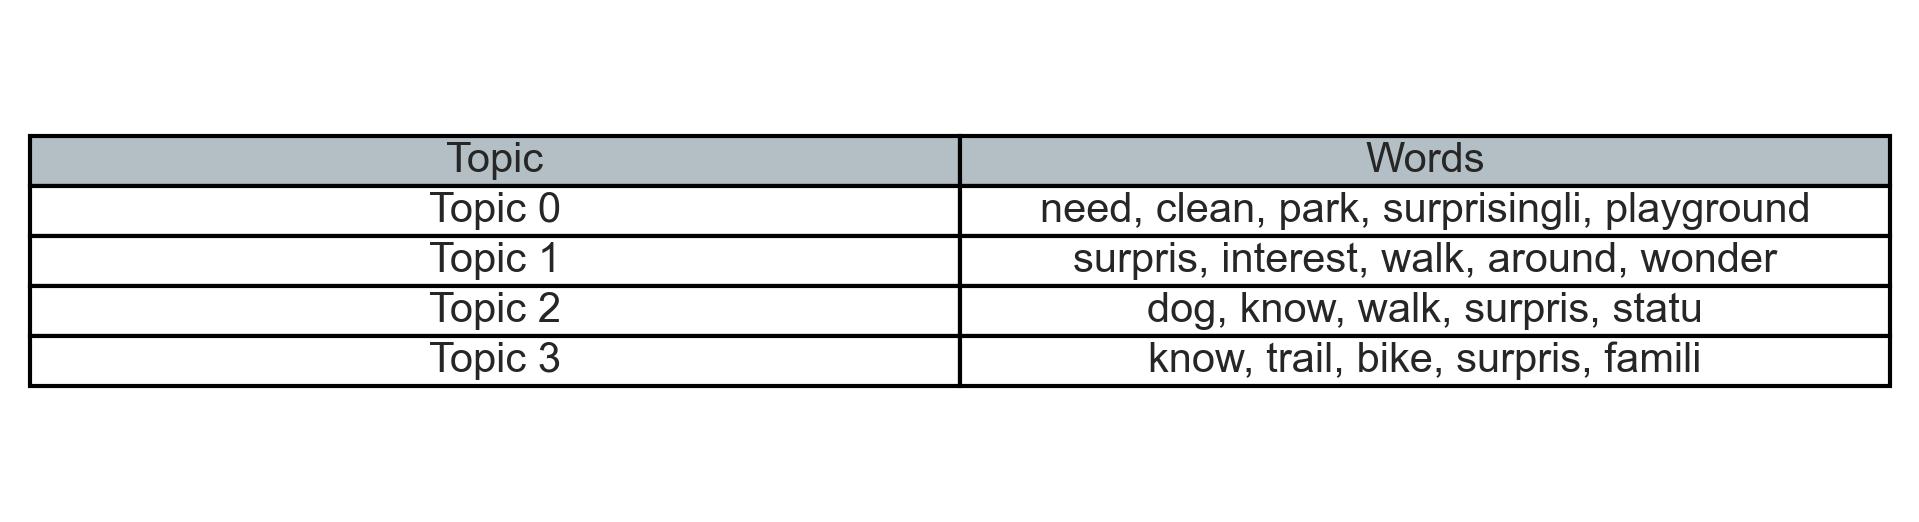 Topic Words
Topic 0 need, clean, park, surprisingli, playground
Topic 1 surpris, interest, walk, around, wonder
Topic 2 dog, know, walk, surpris, statu
Topic 3 know, trail, bike, surpris, famili